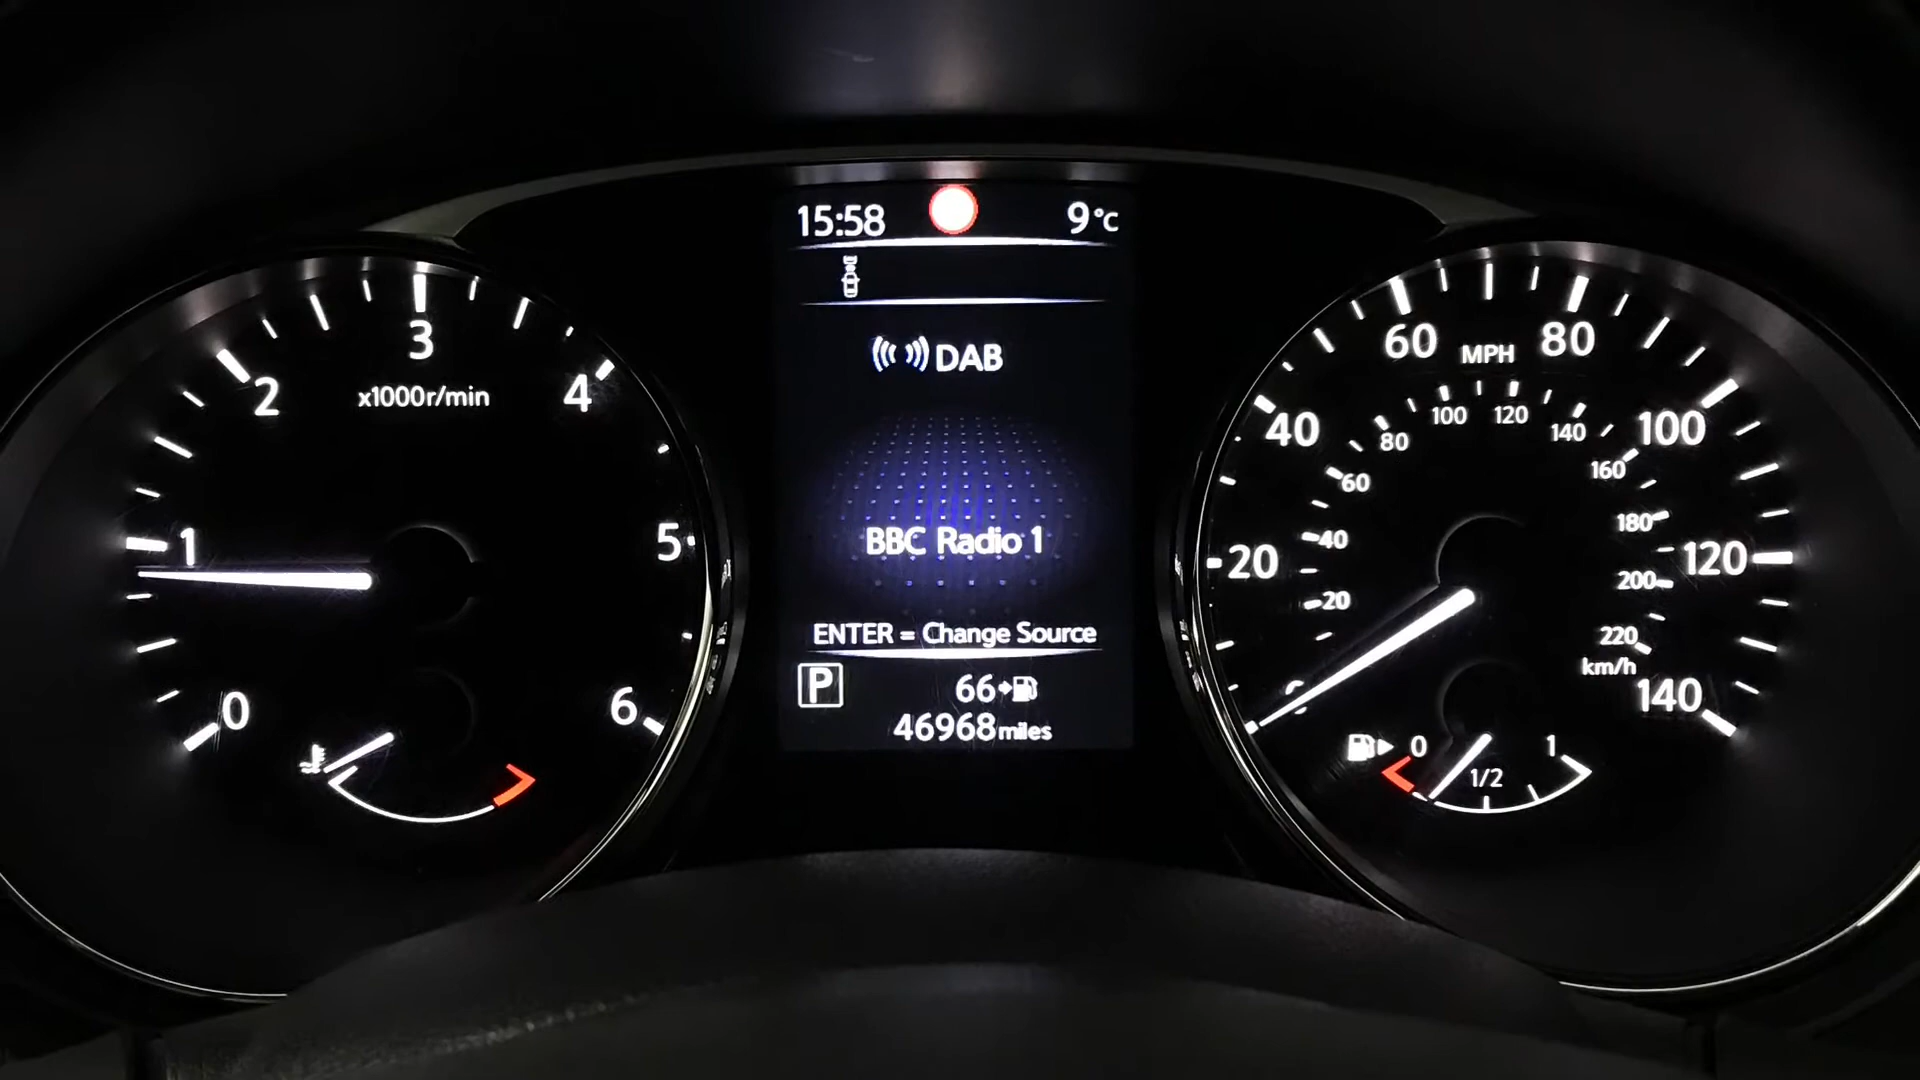 15:58 9°C
DAB
BBC Radio 1
ENTER = Change Source
P 66
46968 miles
0
1
2
3
4
5
6
x1000r/min
0
20
40
60
80
100
120
140
MPH
20
40
60
80
100
120
140
160
180
200
220
km/h
0 1/2 1